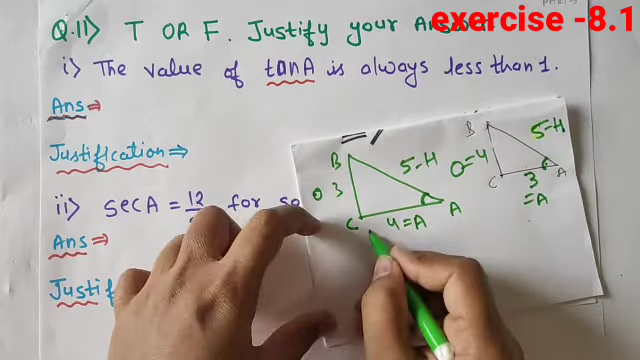 exercise -8.1
Q.11) T OR F. Justify your
i) The value of tanA is always less than 1.
Ans ⇒
Justification ⇒
B
5-H
O 3
C 4=A A
B
5-H
O=4
C 3 A
=A
ii) SecA = 12 for
Ans ⇒
Justif